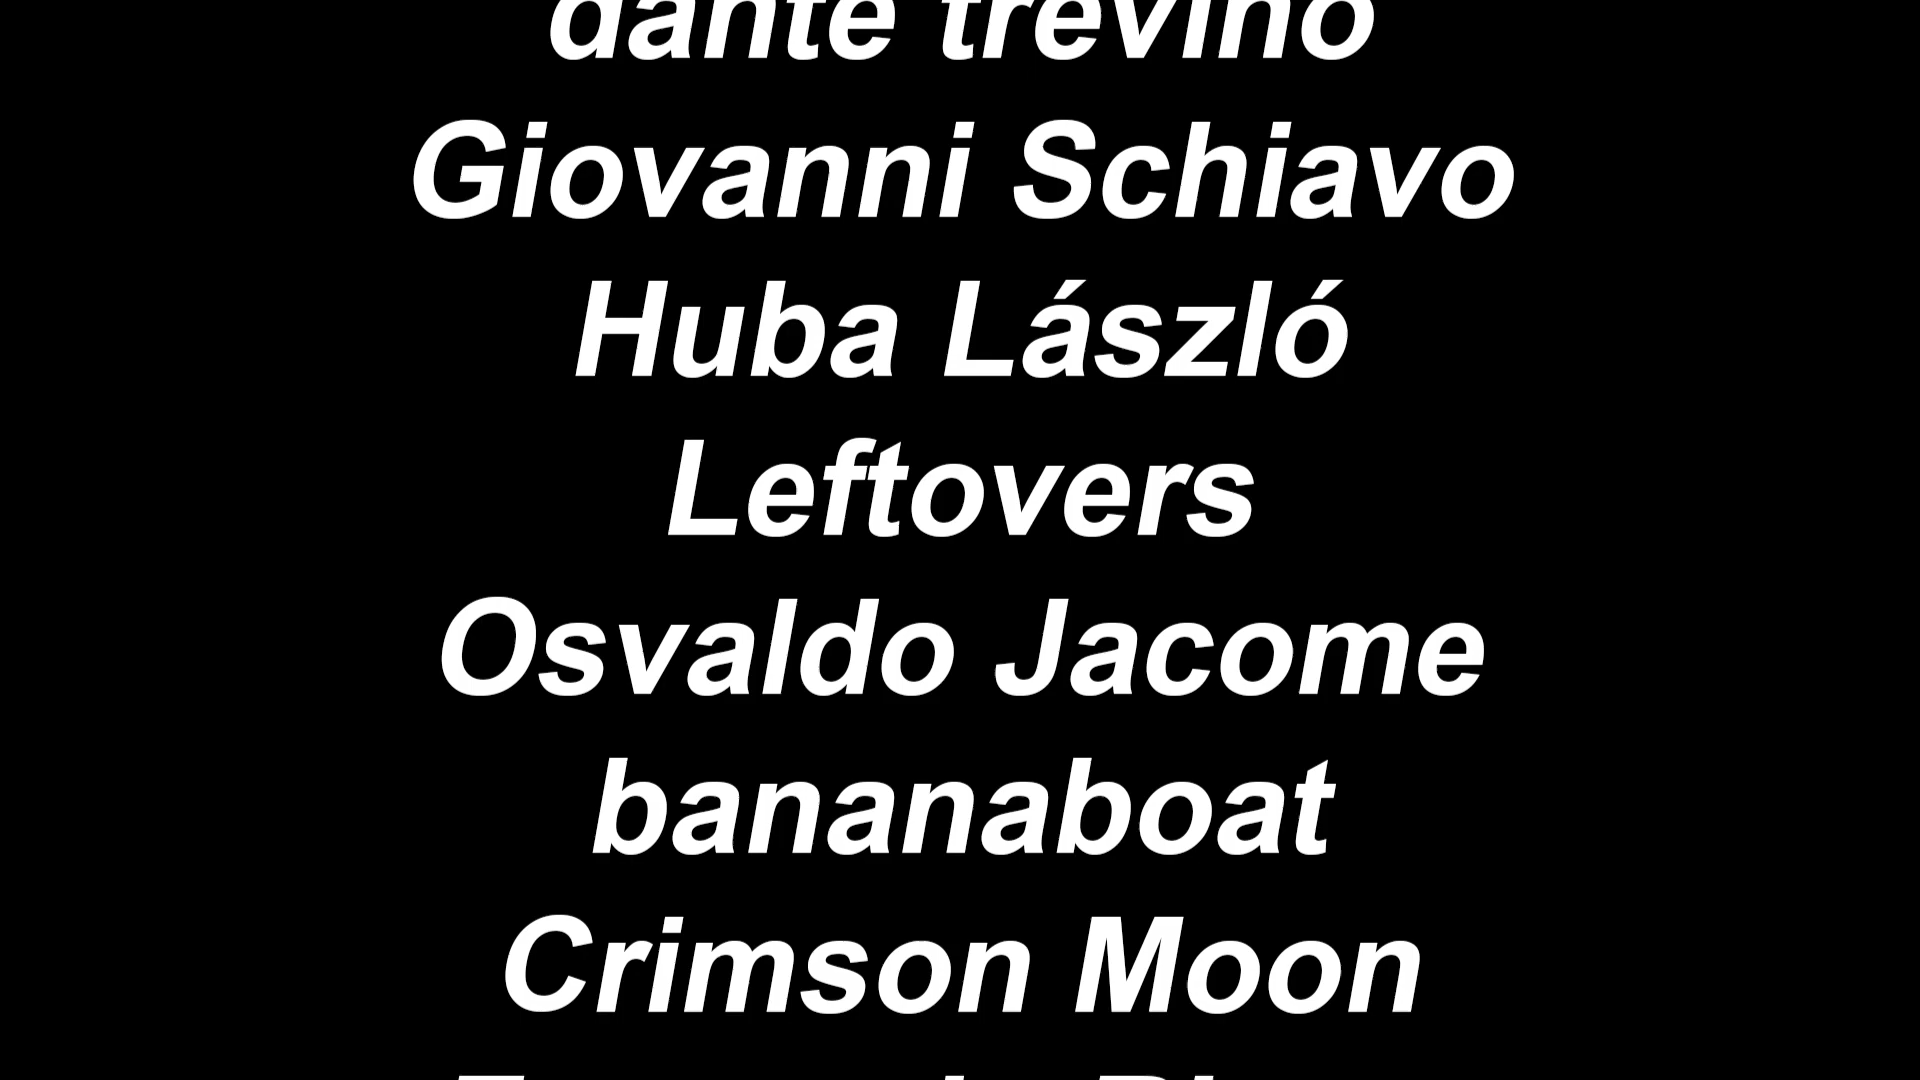 dante trevino
Giovanni Schiavo
Huba László
Leftovers
Osvaldo Jacome
bananaboat
Crimson Moon